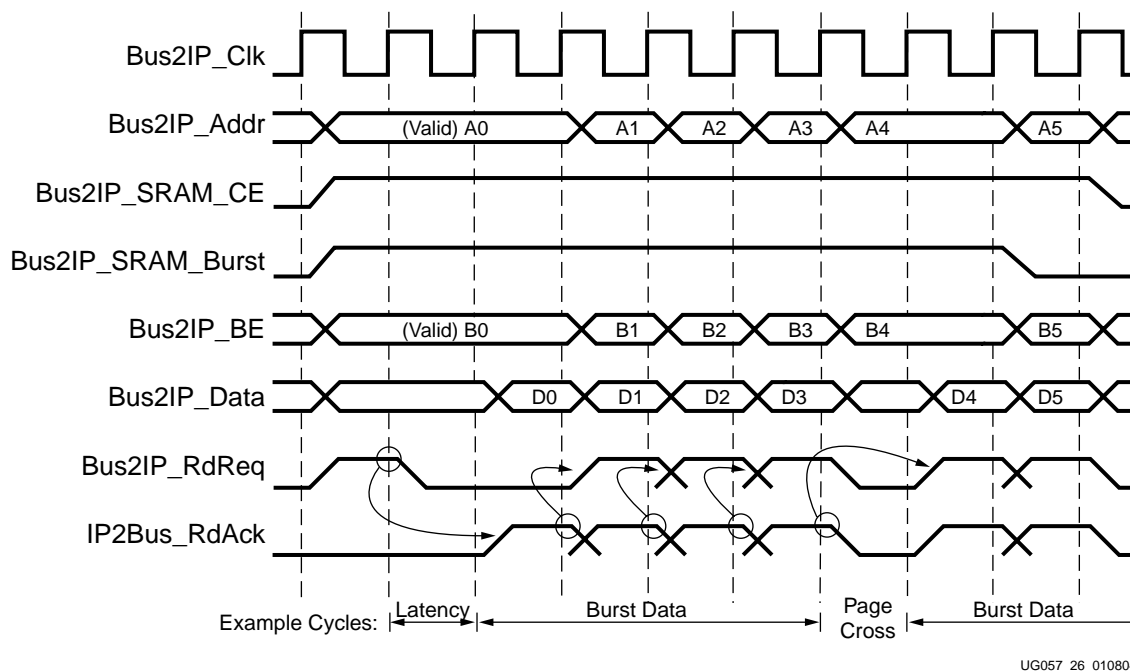 Bus2IP_Clk
Bus2IP_Addr (Valid) A0 A1 A2 A3 A4 A5
Bus2IP_SRAM_CE
Bus2IP_SRAM_Burst
Bus2IP_BE (Valid) B0 B1 B2 B3 B4 B5
Bus2IP_Data D0 D1 D2 D3 D4 D5
Bus2IP_RdReq
IP2Bus_RdAck
Example Cycles: Latency Burst Data Page Burst Data
Cross
UG057_26_01080